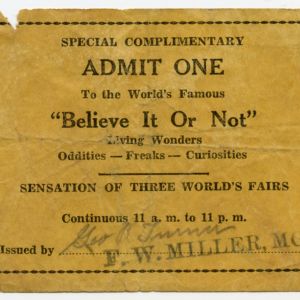 SPECIAL COMPLIMENTARY
ADMIT ONE
To the World's Famous
"Believe It Or Not"
Living Wonders
Oddities — Freaks — Curiosities
SENSATION OF THREE WORLD'S FAIRS
Continuous 11 a. m. to 11 p. m.
Issued by
F. W. MILLER, MG